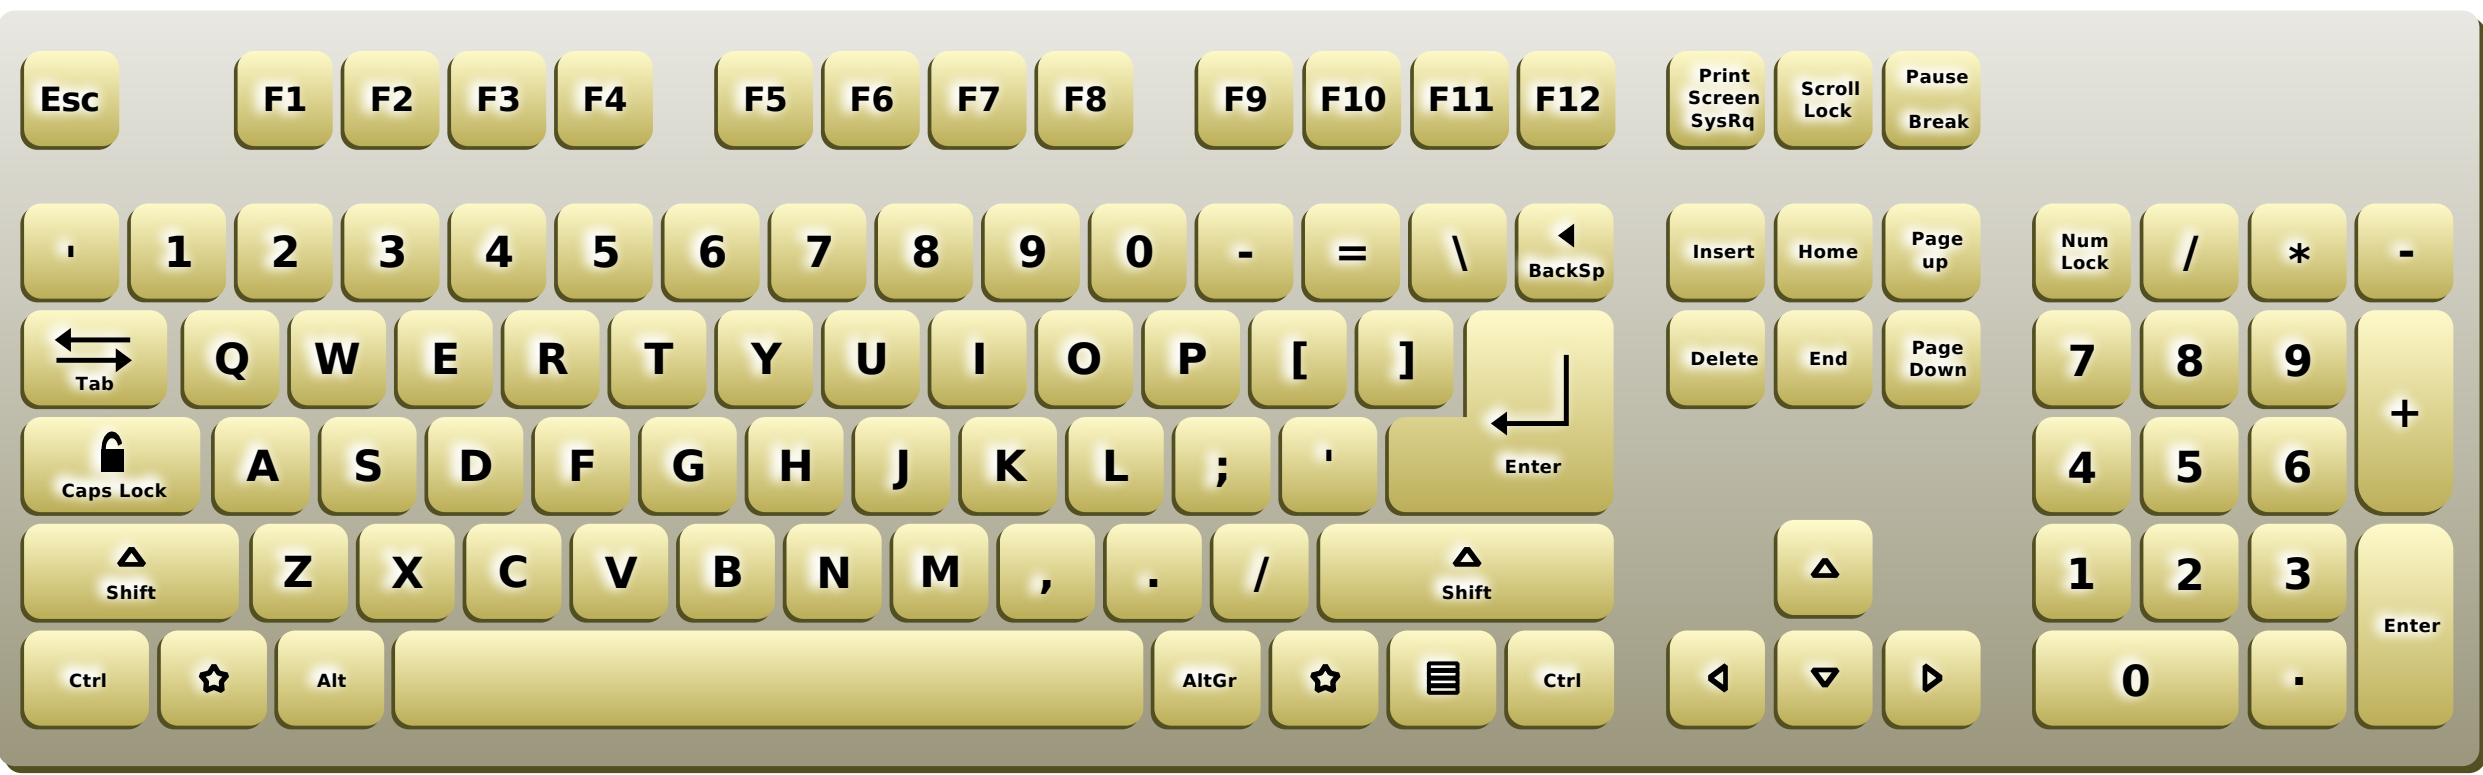 Esc F1 F2 F3 F4 F5 F6 F7 F8 F9 F10 F11 F12
Print
Screen
SysRq
Scroll
Lock
Pause
Break
' 1 2 3 4 5 6 7 8 9 0 - = \
BackSp
Insert Home
Page
up
Num
Lock
/ * -
Tab
Q W E R T Y U I O P [ ]
Enter
Delete End
Page
Down
7 8 9 +
Caps Lock
A S D F G H J K L ; '
4 5 6
Shift
Z X C V B N M , . /
Shift
1 2 3
Enter
Ctrl Alt AltGr Ctrl
0 .